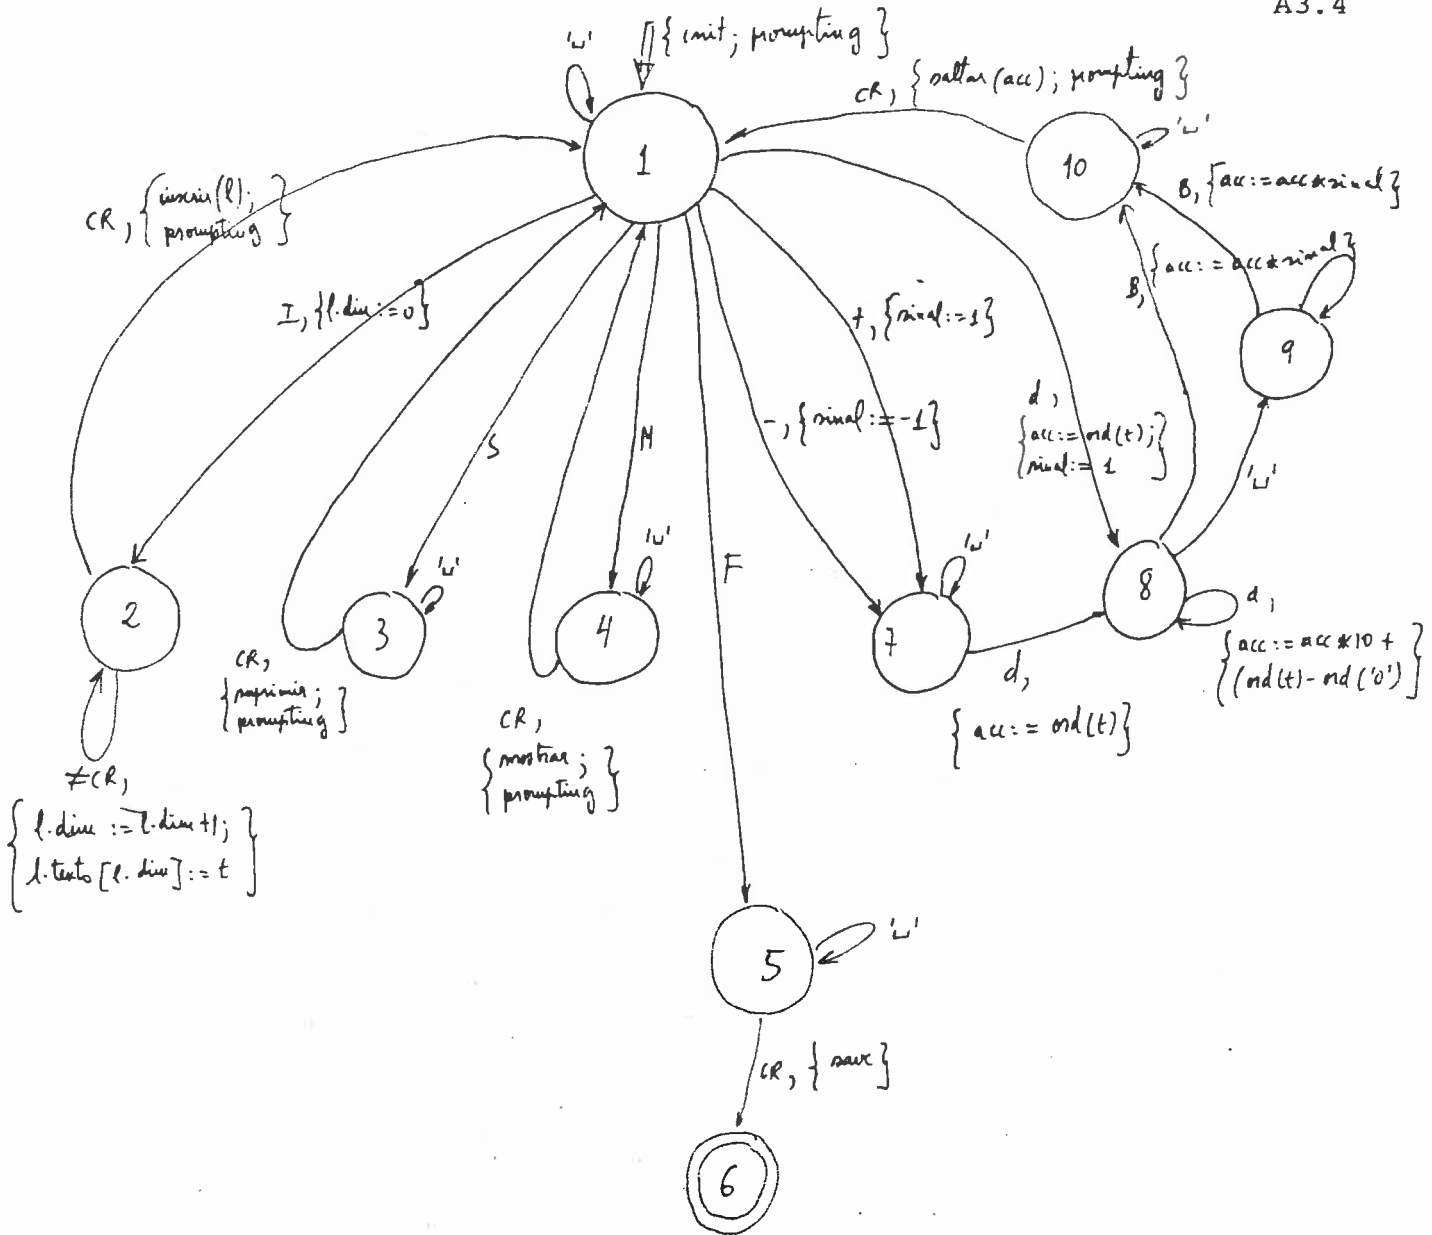 A3.4
'␣'
{ init; prompting }
CR, { saltar(acc); prompting }
'␣'
1
10
B, { acc:=acc*sinal }
CR, { inserir(l);
prompting }
B, { acc:=acc*sinal }
I, { l.dim:=0 }
+, { sinal:=1 }
9
-, { sinal:=-1 }
d,
{ acc:=ord(t);
sinal:=1 }
S
M
'␣'
F
'␣'
'␣'
'␣'
2
3
4
7
8
d,
{ acc:=acc*10+
(ord(t)-ord('0') }
d,
{ acc:=ord(t) }
CR,
{ suprimir;
prompting }
CR,
{ mostrar;
prompting }
≠CR,
{ l.dim:=l.dim+1;
l.texto[l.dim]:=t }
5
'␣'
CR, { save }
6